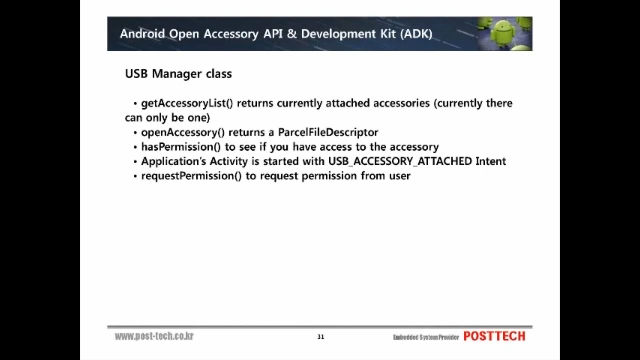 Android Open Accessory API & Development Kit (ADK)
USB Manager class
• getAccessoryList() returns currently attached accessories (currently there
can only be one)
• openAccessory() returns a ParcelFileDescriptor
• hasPermission() to see if you have access to the accessory
• Application's Activity is started with USB_ACCESSORY_ATTACHED Intent
• requestPermission() to request permission from user
www.post-tech.co.kr
31
Embedded System Provider POSTTECH